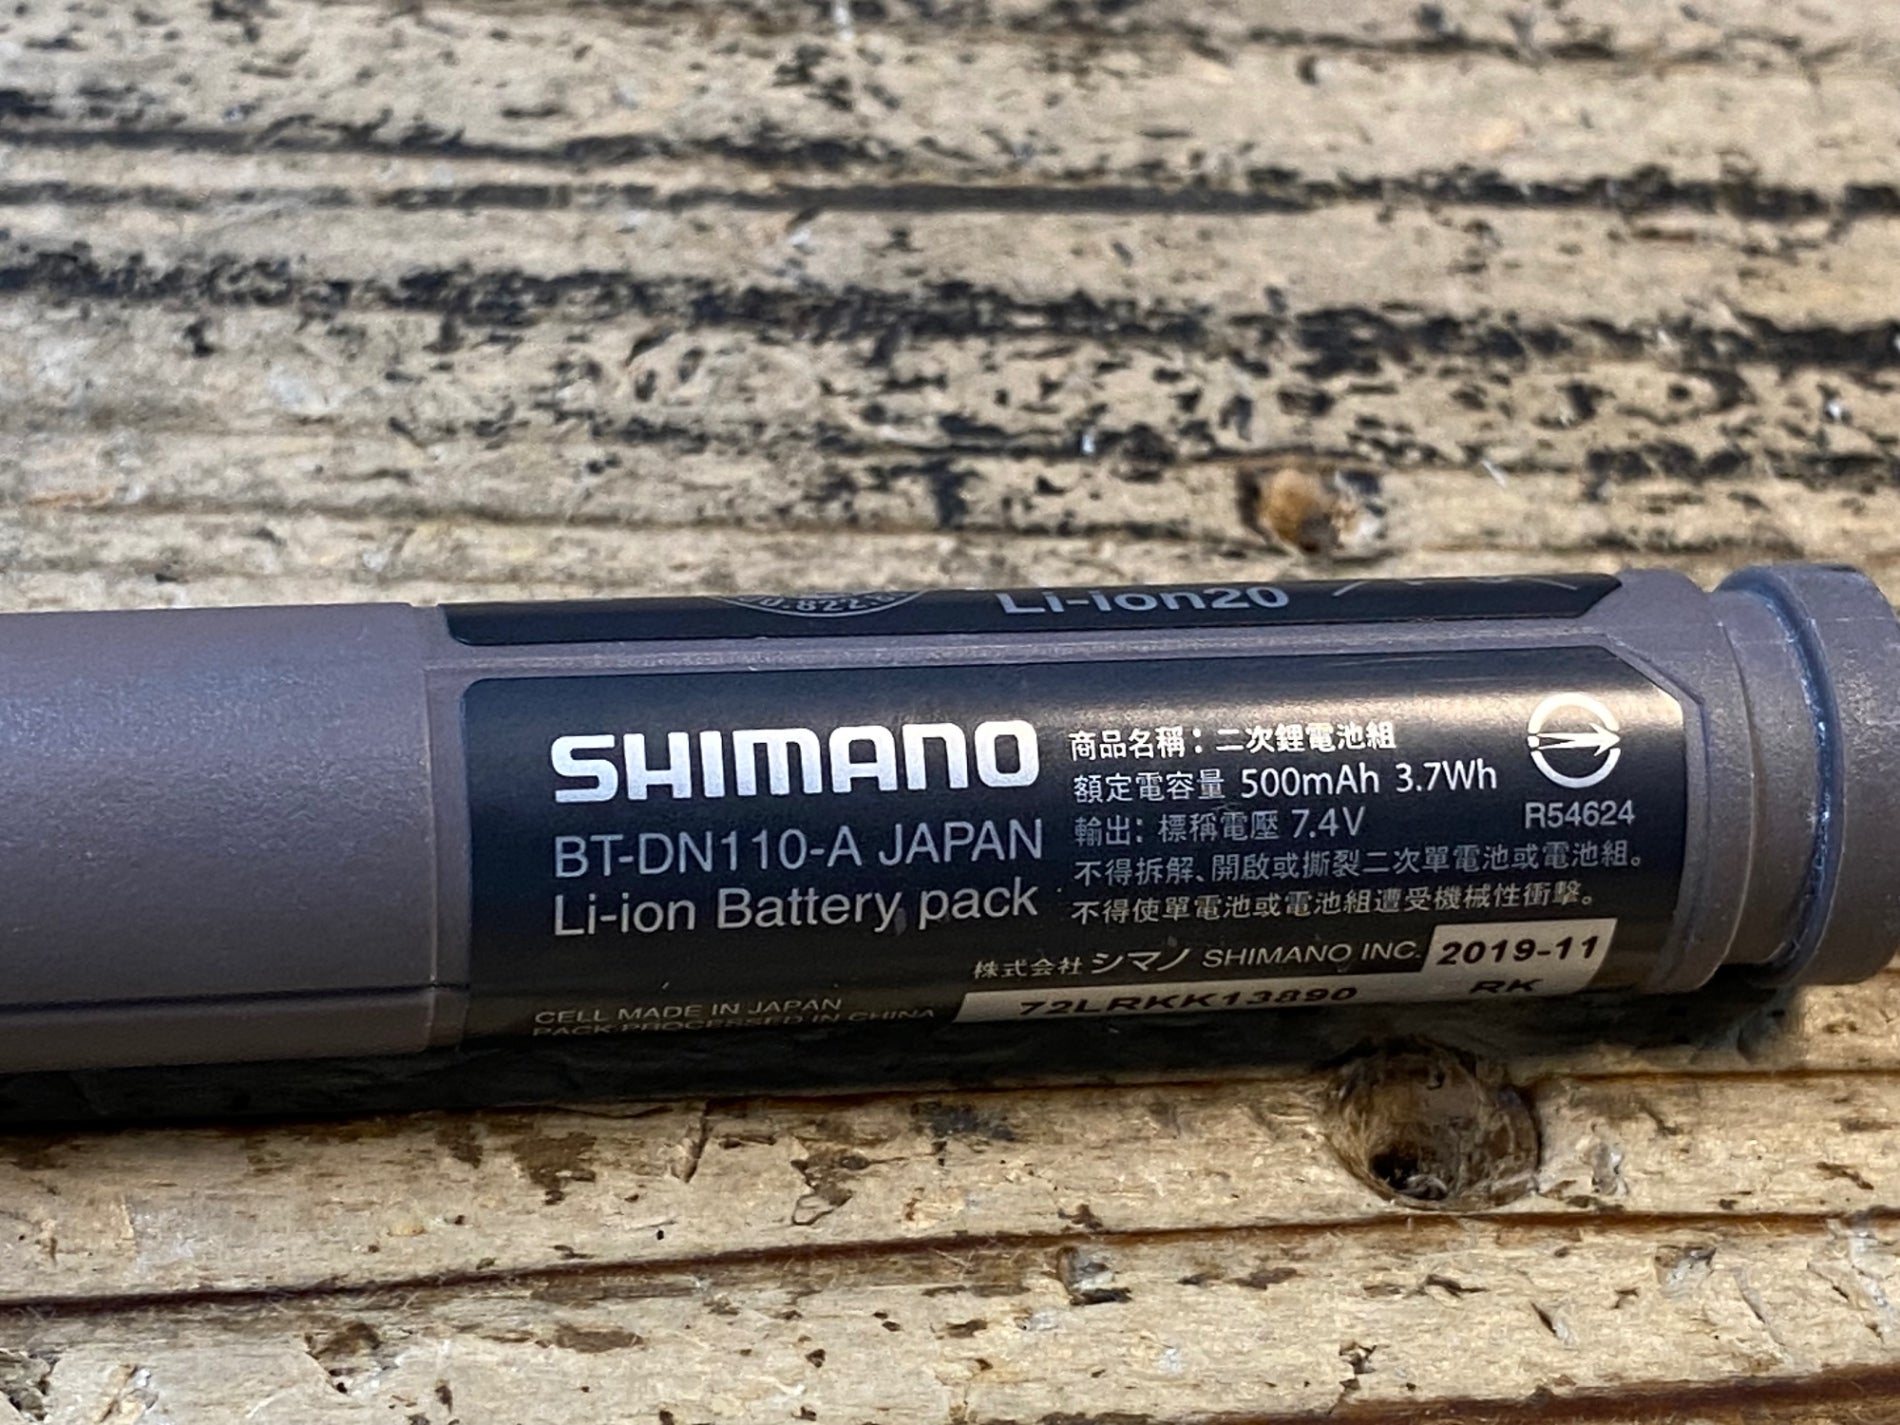 Li-ion20
SHIMANO
BT-DN110-A JAPAN
Li-ion Battery pack
商品名稱：二次鋰電池組
額定電容量 500mAh 3.7Wh
輸出：標稱電壓 7.4V
不得拆解、開啟或撕裂二次單電池或電池組。
不得使單電池或電池組遭受機械性衝擊。
R54624
株式会社 シマノ SHIMANO INC.
2019-11
72LRKK13890 RK
CELL MADE IN JAPAN
PACK PROCESSED IN CHINA